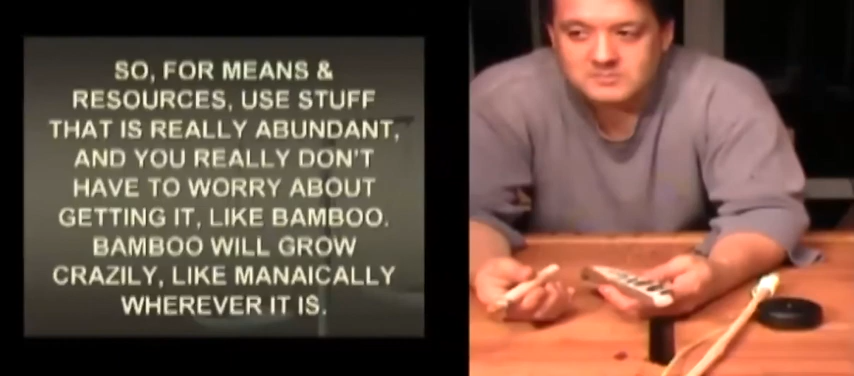 SO, FOR MEANS &
RESOURCES, USE STUFF
THAT IS REALLY ABUNDANT,
AND YOU REALLY DON'T
HAVE TO WORRY ABOUT
GETTING IT, LIKE BAMBOO.
BAMBOO WILL GROW
CRAZILY, LIKE MANAICALLY
WHEREVER IT IS.